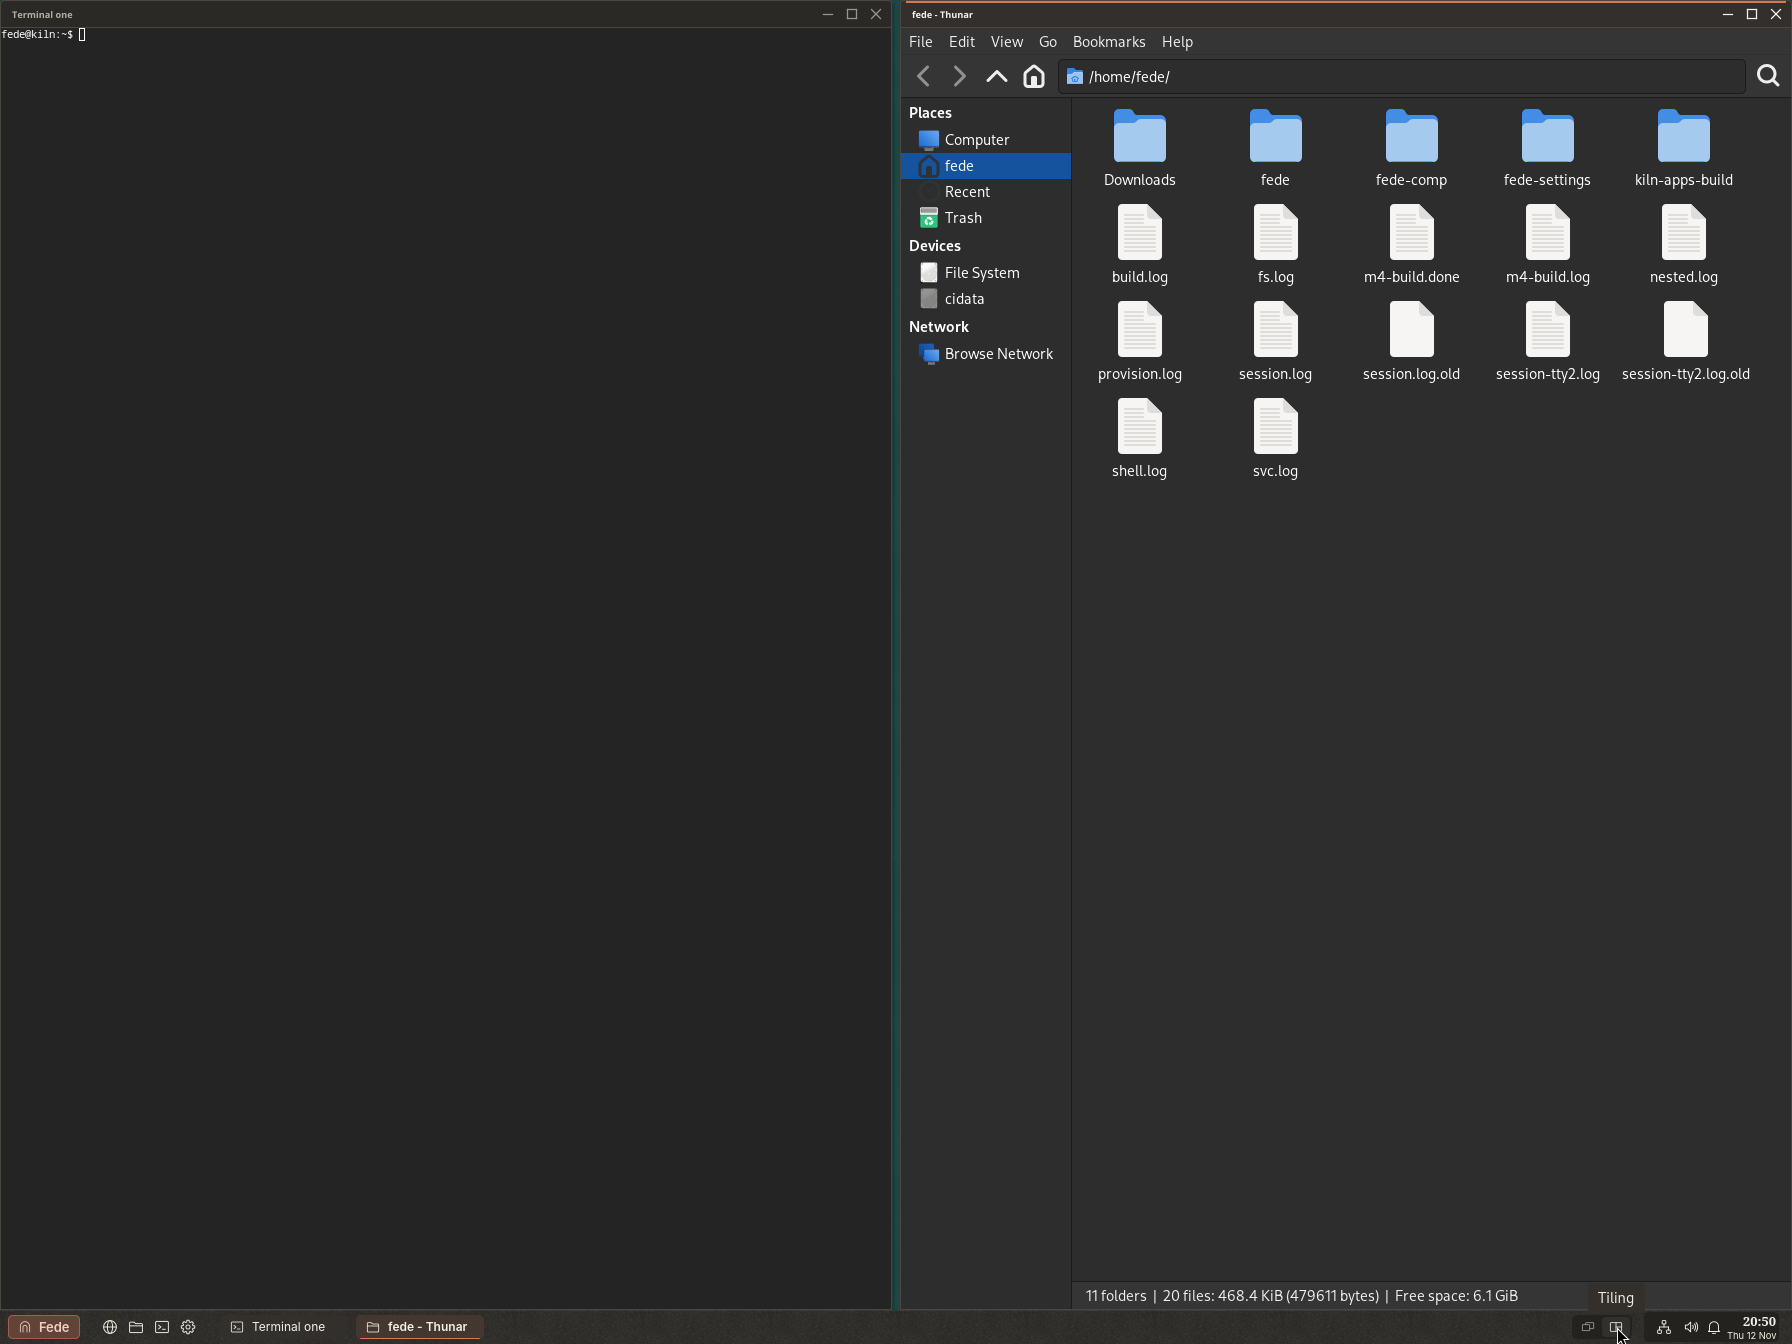 Terminal one
fede@kiln:~$
fede - Thunar
File Edit View Go Bookmarks Help
/home/fede/
Places
Computer
fede
Recent
Trash
Devices
File System
cidata
Network
Browse Network
Downloads fede fede-comp fede-settings kiln-apps-build
build.log fs.log m4-build.done m4-build.log nested.log
provision.log session.log session.log.old session-tty2.log session-tty2.log.old
shell.log svc.log
11 folders | 20 files: 468.4 KiB (479611 bytes) | Free space: 6.1 GiB
Tiling
Fede Terminal one fede - Thunar
20:50
Thu 12 Nov